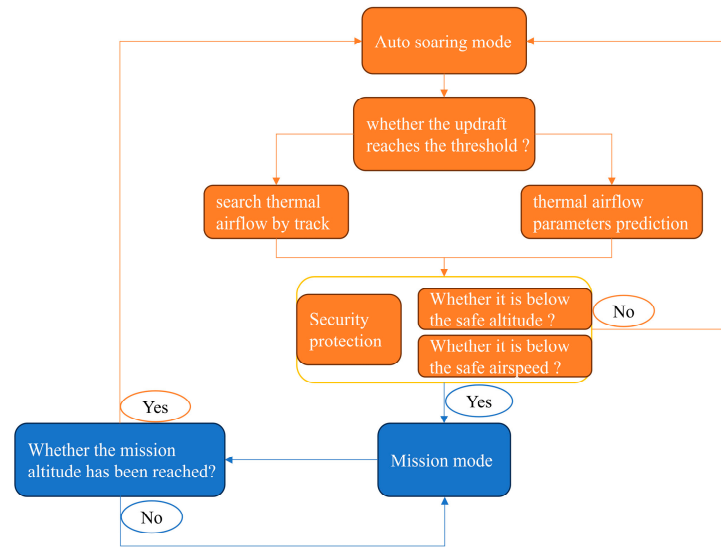 Auto soaring mode
whether the updraft
reaches the threshold ?
search thermal
airflow by track
thermal airflow
parameters prediction
Security
protection
Whether it is below
the safe altitude ?
No
Whether it is below
the safe airspeed ?
Yes
Yes
Whether the mission
altitude has been reached?
Mission mode
No